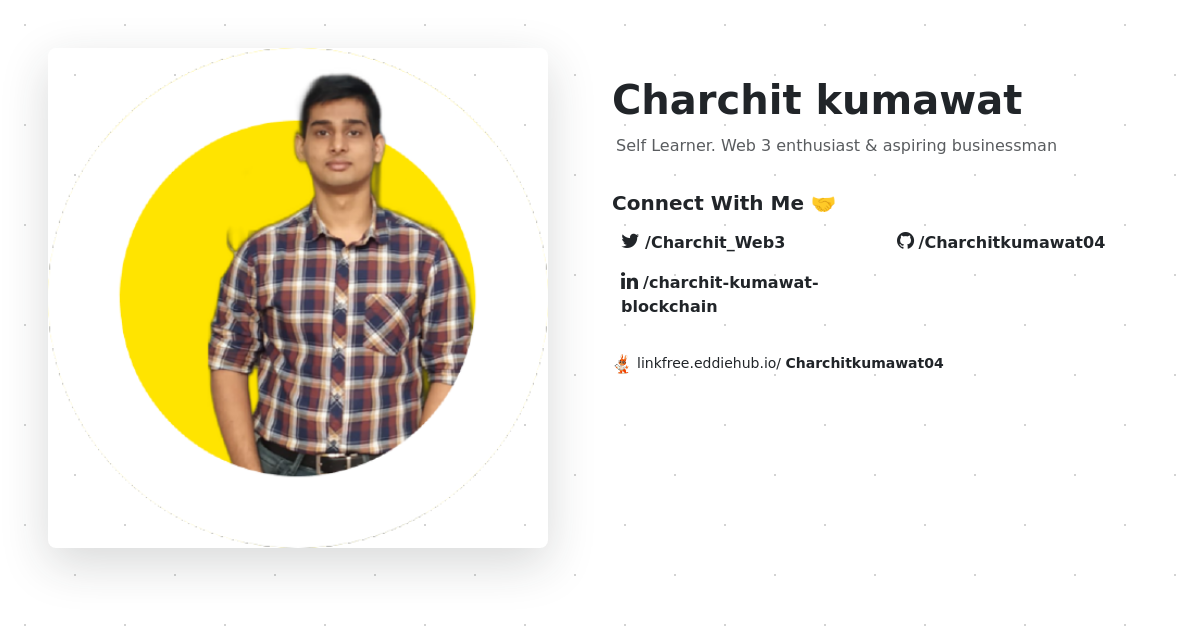 Charchit kumawat
Self Learner. Web 3 enthusiast & aspiring businessman
Connect With Me 🤝
/Charchit_Web3
/Charchitkumawat04
/charchit-kumawat-
blockchain
linkfree.eddiehub.io/ Charchitkumawat04